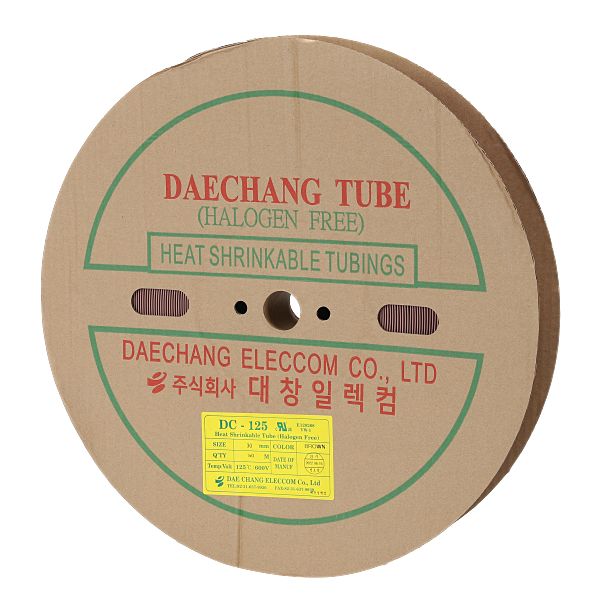 DAECHANG TUBE
(HALOGEN FREE)
HEAT SHRINKABLE TUBINGS
DAECHANG ELECCOM CO., LTD
주식회사 대창일렉컴
DC - 125
Heat Shrinkable Tube (Halogen Free)
SIZE mm COLOR BROWN
Q'TY M DATE OF MANUF
Temp/Volt 125℃ 600V
DAE CHANG ELECCOM Co., Ltd